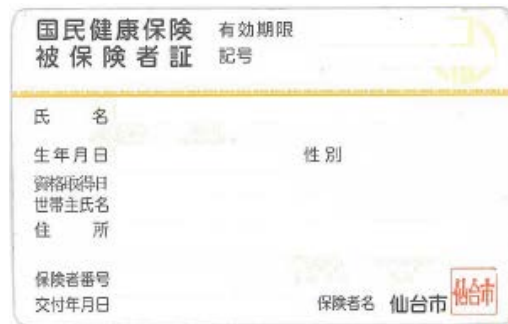 国民健康保険 有効期限
被保険者証 記号
氏 名
生年月日 性別
資格取得日
世帯主氏名
住 所
保険者番号
交付年月日 保険者名 仙台市 仙台市